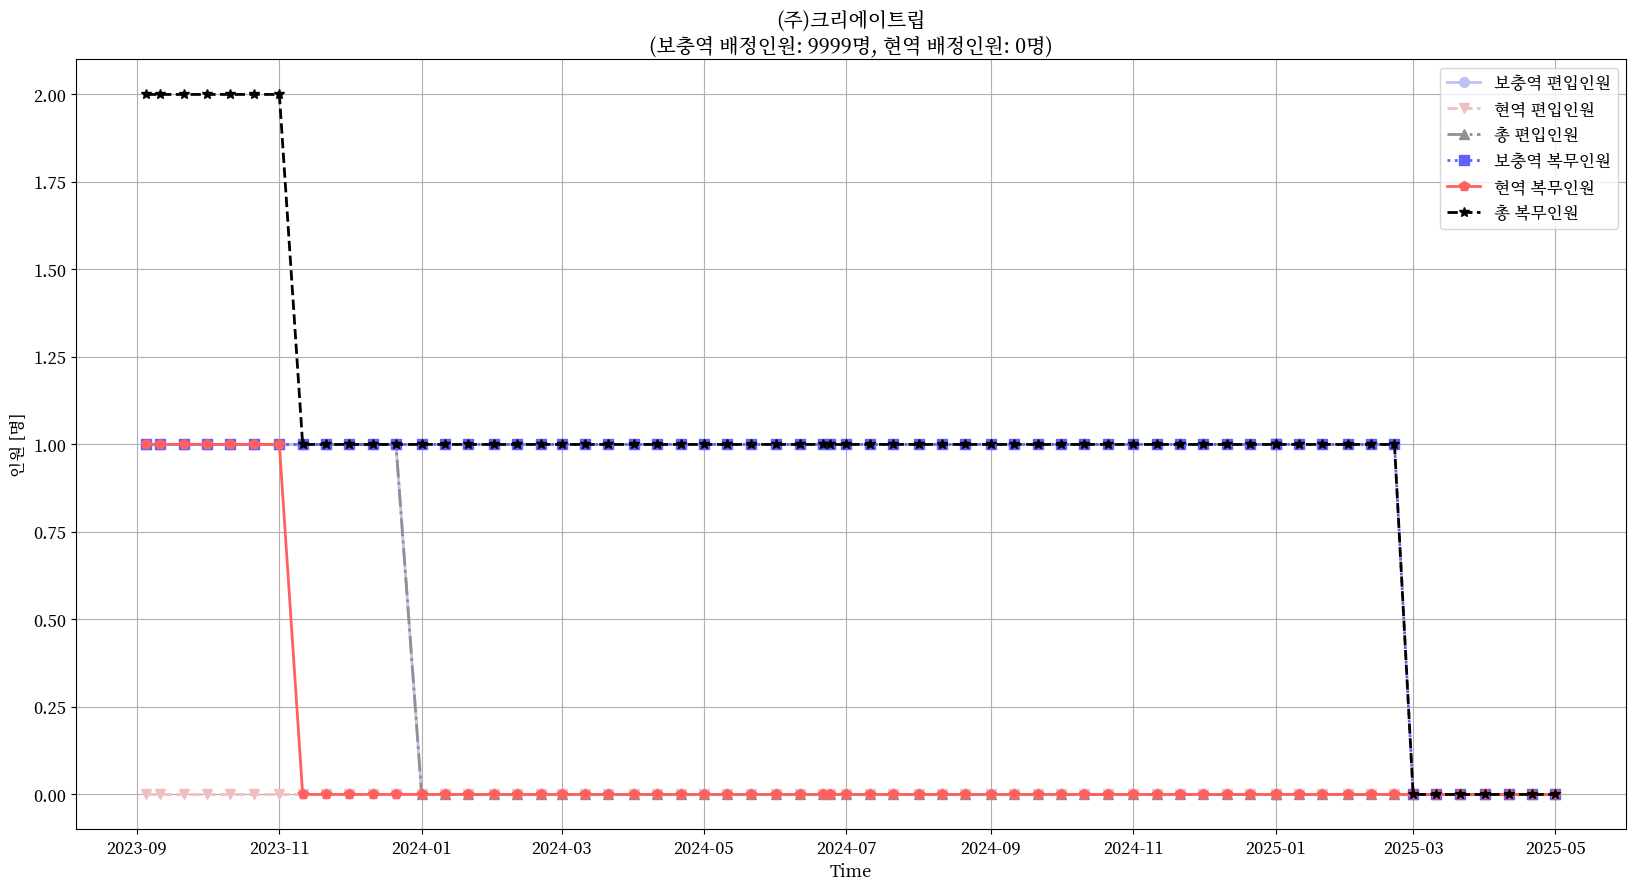 (주)크리에이트립
(보충역 배정인원: 9999명, 현역 배정인원: 0명)
보충역 편입인원
현역 편입인원
총 편입인원
보충역 복무인원
현역 복무인원
총 복무인원
2.00
1.75
1.50
1.25
1.00
0.75
0.50
0.25
0.00
인원 [명]
2023-09 2023-11 2024-01 2024-03 2024-05 2024-07 2024-09 2024-11 2025-01 2025-03 2025-05
Time